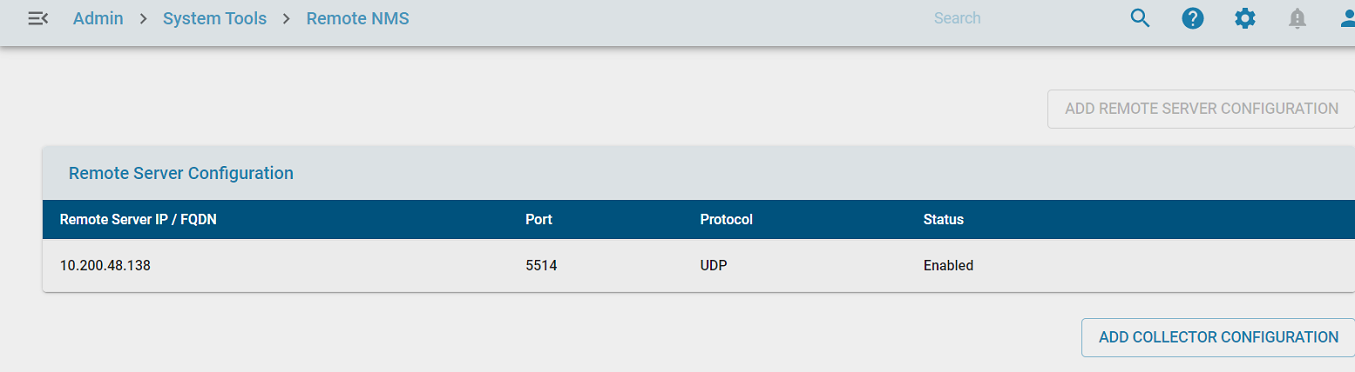 Admin > System Tools > Remote NMS Search
ADD REMOTE SERVER CONFIGURATION
Remote Server Configuration
Remote Server IP / FQDN Port Protocol Status
10.200.48.138 5514 UDP Enabled
ADD COLLECTOR CONFIGURATION